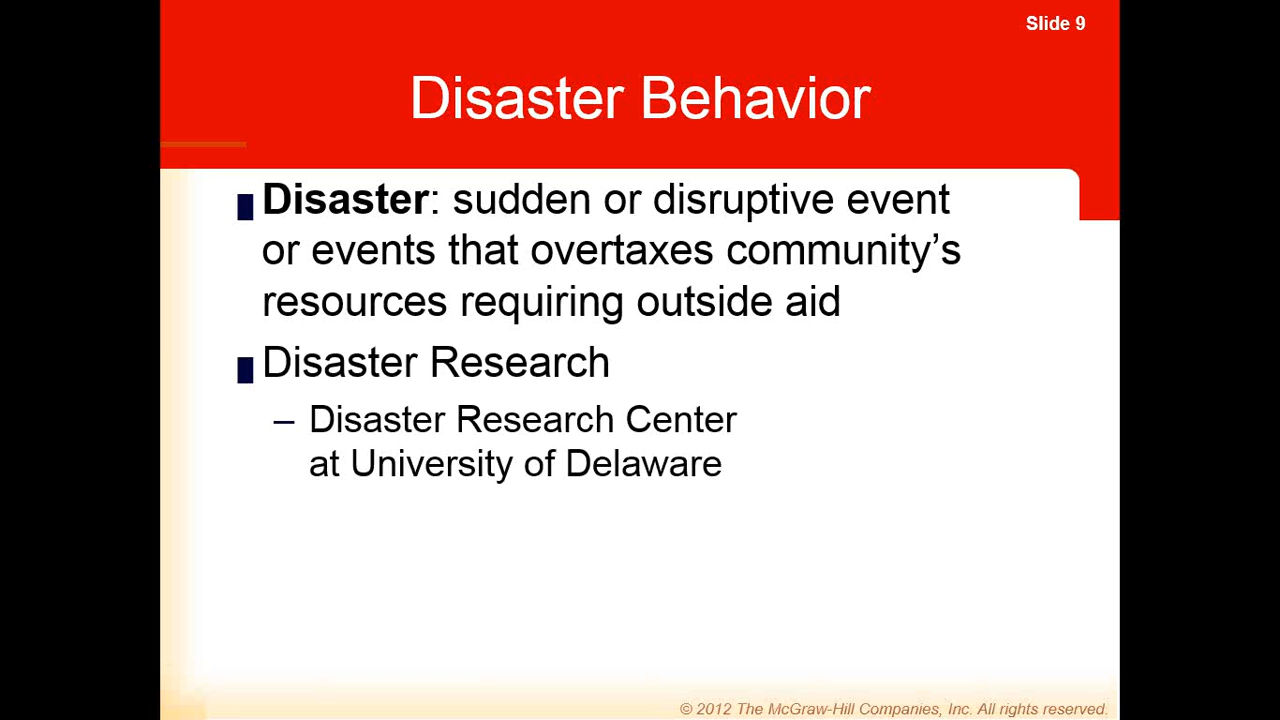 Slide 9
Disaster Behavior
Disaster: sudden or disruptive event
or events that overtaxes community’s
resources requiring outside aid
Disaster Research
– Disaster Research Center
at University of Delaware
© 2012 The McGraw-Hill Companies, Inc. All rights reserved.